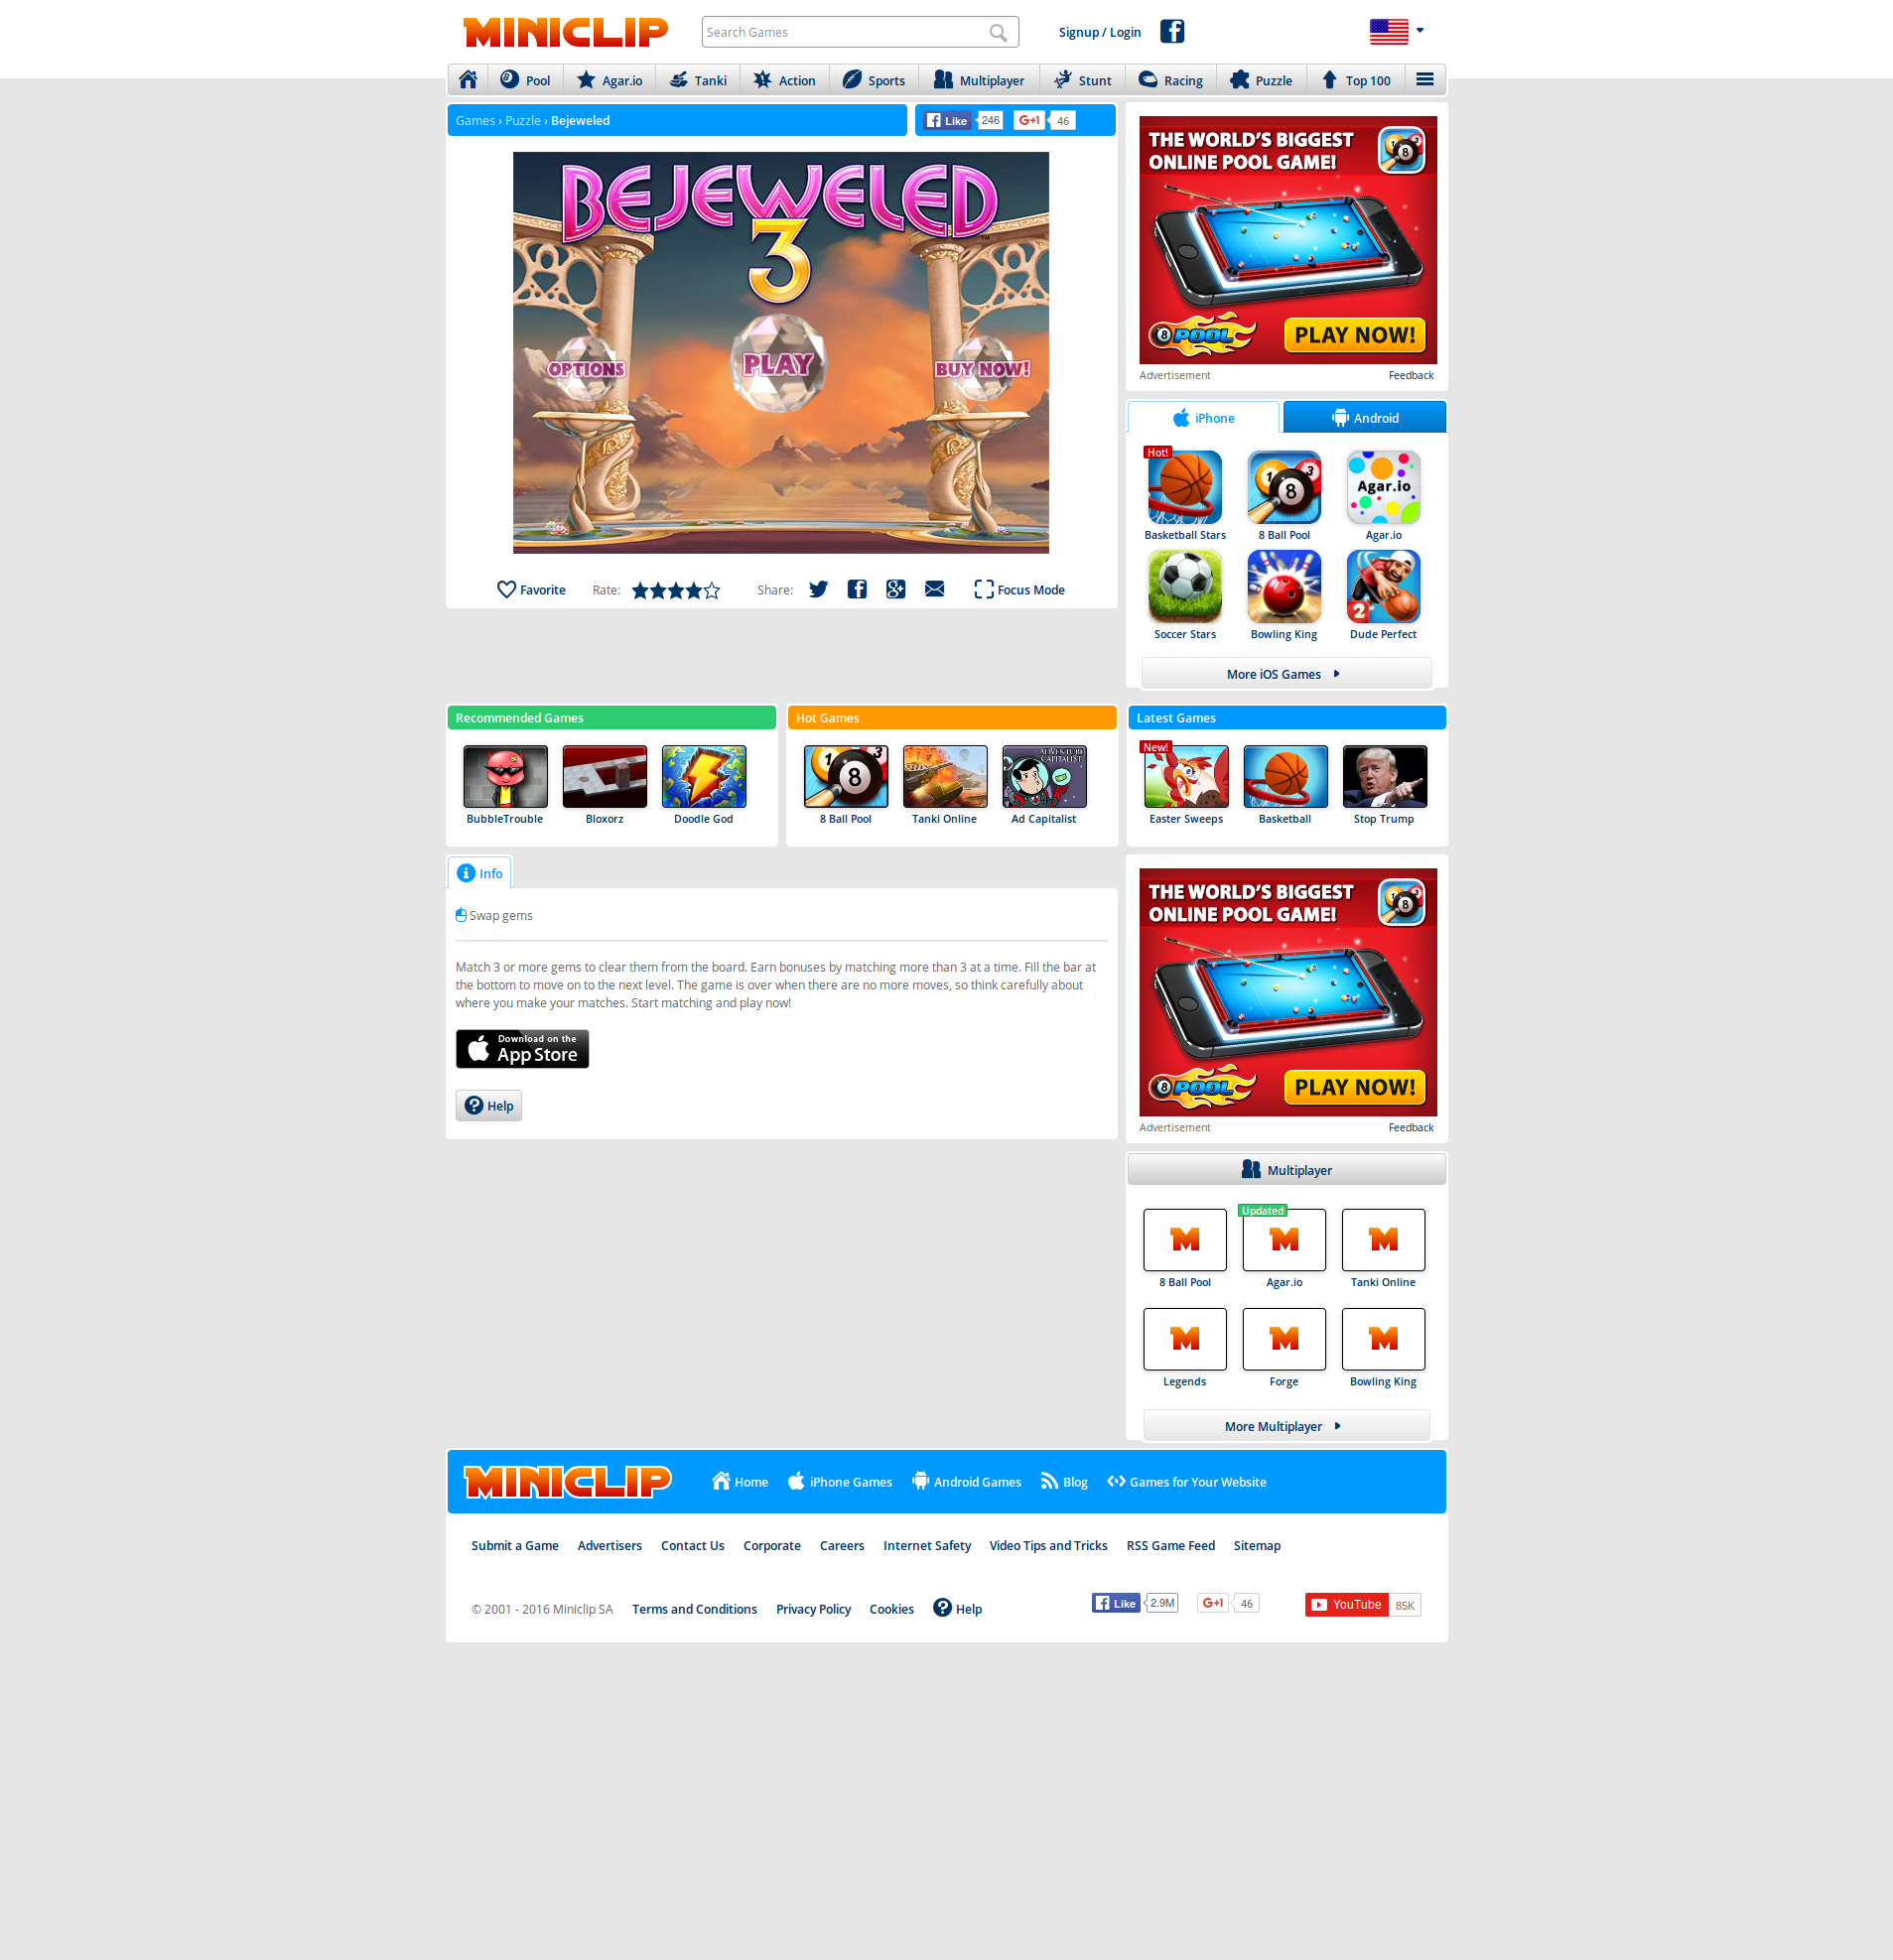 MINICLIP
Search Games
Signup / Login
Pool
Agar.io
Tanki
Action
Sports
Multiplayer
Stunt
Racing
Puzzle
Top 100
Games › Puzzle › Bejeweled
Like 246
G+1 46
BEJEWELED
3
OPTIONS
PLAY
BUY NOW!
Favorite
Rate:
Share:
Focus Mode
THE WORLD'S BIGGEST
ONLINE POOL GAME!
8
POOL
PLAY NOW!
Advertisement
Feedback
iPhone
Android
Hot!
8
3
Agar.io
Basketball Stars
8 Ball Pool
Agar.io
2
Soccer Stars
Bowling King
Dude Perfect
More iOS Games
Recommended Games
BubbleTrouble
Bloxorz
Doodle God
Hot Games
8
ADVENTURE
CAPITALIST
8 Ball Pool
Tanki Online
Ad Capitalist
Latest Games
New!
Easter Sweeps
Basketball
Stop Trump
Info
Swap gems
Match 3 or more gems to clear them from the board. Earn bonuses by matching more than 3 at a time. Fill the bar at
the bottom to move on to the next level. The game is over when there are no more moves, so think carefully about
where you make your matches. Start matching and play now!
Download on the
App Store
Help
THE WORLD'S BIGGEST
ONLINE POOL GAME!
8
POOL
PLAY NOW!
Advertisement
Feedback
Multiplayer
Updated
M
M
M
8 Ball Pool
Agar.io
Tanki Online
M
M
M
Legends
Forge
Bowling King
More Multiplayer
MINICLIP
Home
iPhone Games
Android Games
Blog
Games for Your Website
Submit a Game
Advertisers
Contact Us
Corporate
Careers
Internet Safety
Video Tips and Tricks
RSS Game Feed
Sitemap
© 2001 - 2016 Miniclip SA
Terms and Conditions
Privacy Policy
Cookies
Help
Like 2.9M
G+1 46
YouTube 85K